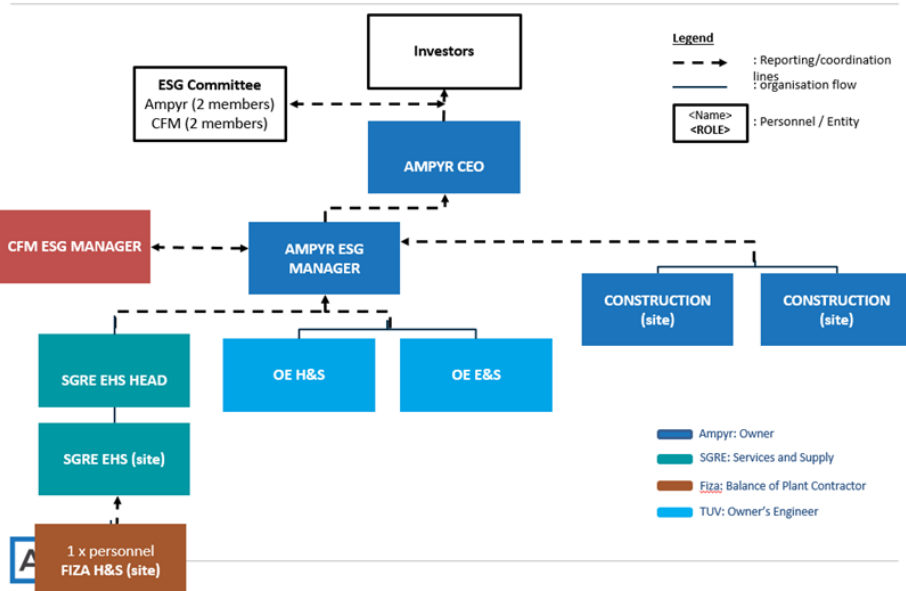 Investors
Legend
: Reporting/coordination
lines
: organisation flow
<Name>
<ROLE>
: Personnel / Entity
ESG Committee
Ampyr (2 members)
CFM (2 members)
AMPYR CEO
CFM ESG MANAGER
AMPYR ESG
MANAGER
CONSTRUCTION
(site)
CONSTRUCTION
(site)
SGRE EHS HEAD
OE H&S
OE E&S
SGRE EHS (site)
Ampyr: Owner
SGRE: Services and Supply
Fiza: Balance of Plant Contractor
TUV: Owner's Engineer
1 x personnel
FIZA H&S (site)